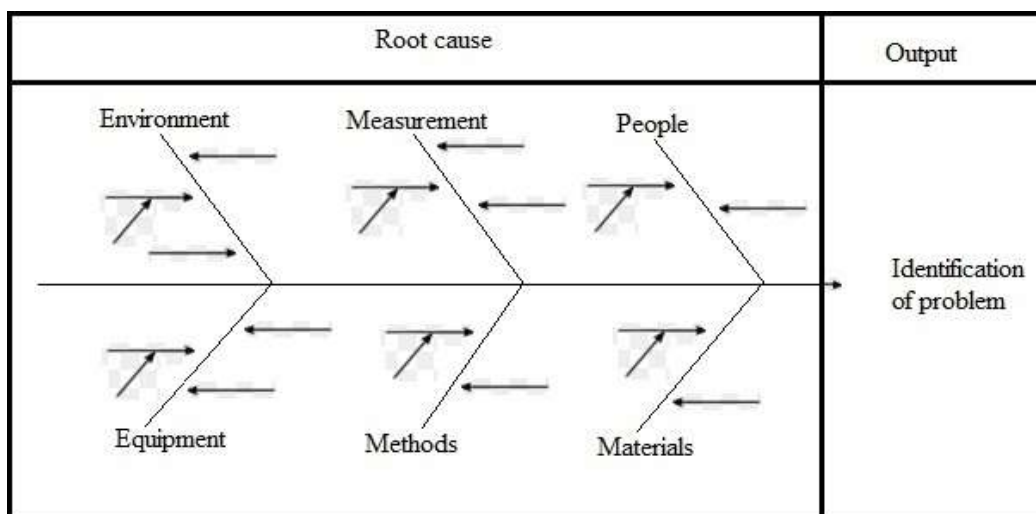 Root cause
Output
Environment
Measurement
People
Identification
of problem
Equipment
Methods
Materials